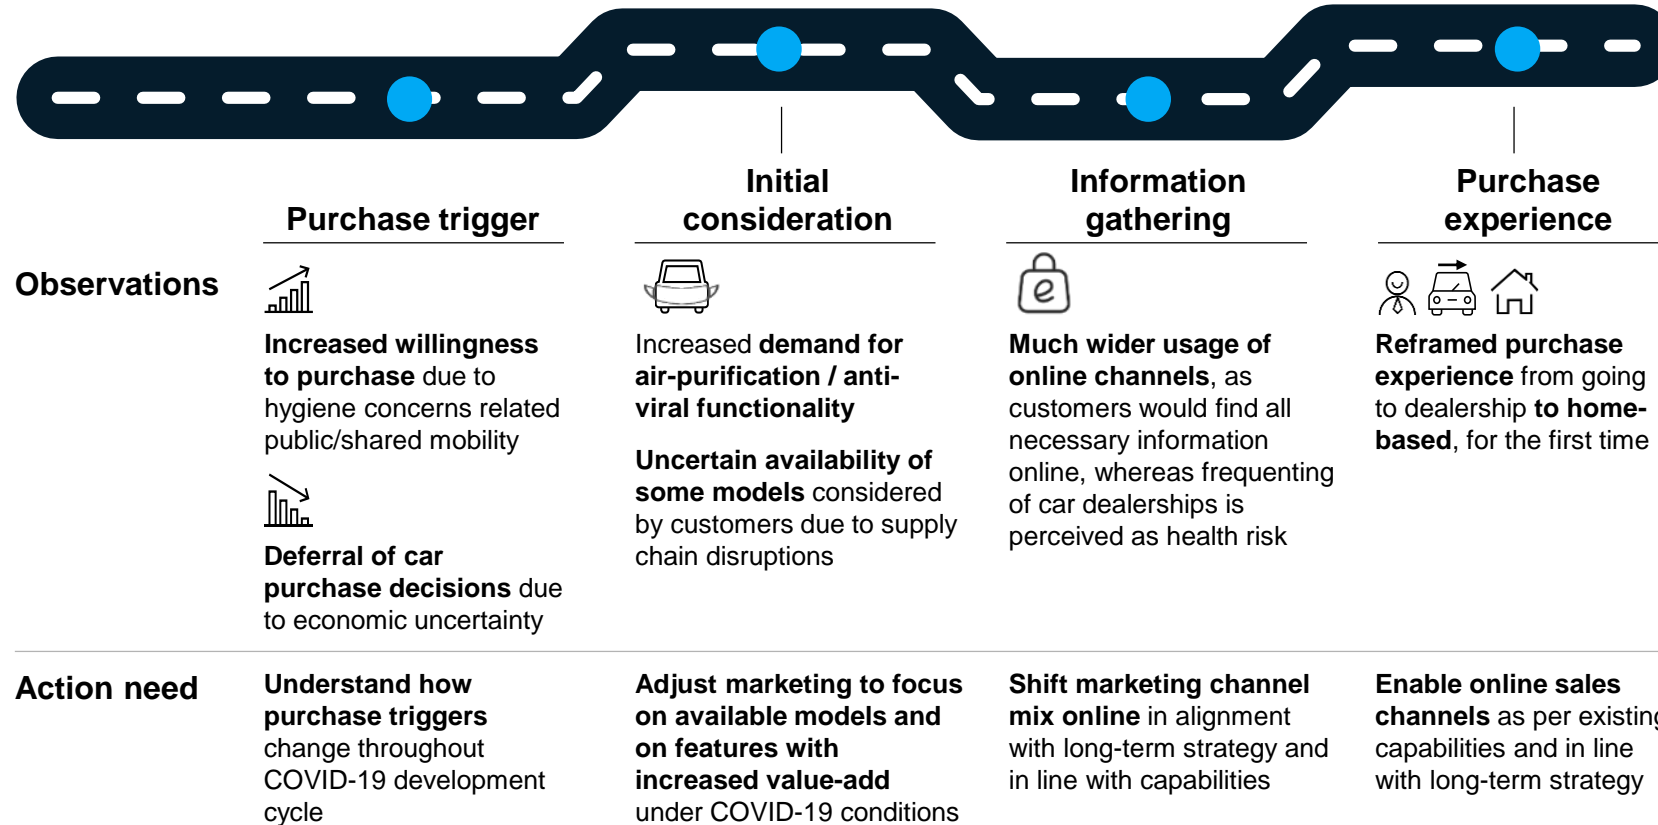 Purchase trigger
Initial
consideration
Information
gathering
Purchase
experience
Observations
Increased willingness
to purchase due to
hygiene concerns related
public/shared mobility
Deferral of car
purchase decisions due
to economic uncertainty
Increased demand for
air-purification / anti-
viral functionality
Uncertain availability of
some models considered
by customers due to supply
chain disruptions
e
Much wider usage of
online channels, as
customers would find all
necessary information
online, whereas frequenting
of car dealerships is
perceived as health risk
Reframed purchase
experience from going
to dealership to home-
based, for the first time
Action need
Understand how
purchase triggers
change throughout
COVID-19 development
cycle
Adjust marketing to focus
on available models and
on features with
increased value-add
under COVID-19 conditions
Shift marketing channel
mix online in alignment
with long-term strategy and
in line with capabilities
Enable online sales
channels as per existing
capabilities and in line
with long-term strategy